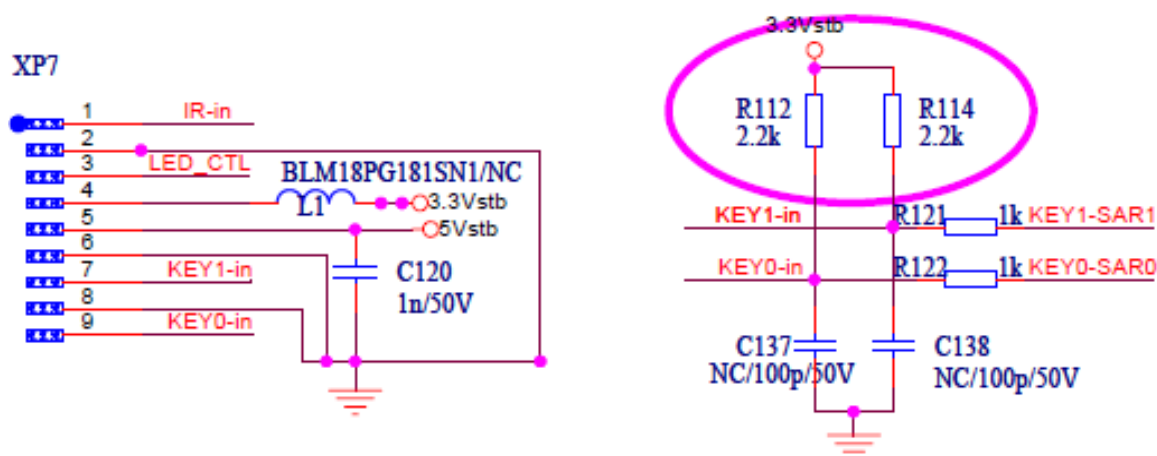 XP7
1
IR-in
2
3
LED_CTL
BLM18PG181SN1/NC
4
L1
3.3Vstb
5
5Vstb
6
7
KEY1-in
C120
1n/50V
8
9
KEY0-in
3.3Vstb
R112
2.2k
R114
2.2k
KEY1-in
R121
1k
KEY1-SAR1
KEY0-in
R122
1k
KEY0-SAR0
C137
NC/100p/50V
C138
NC/100p/50V